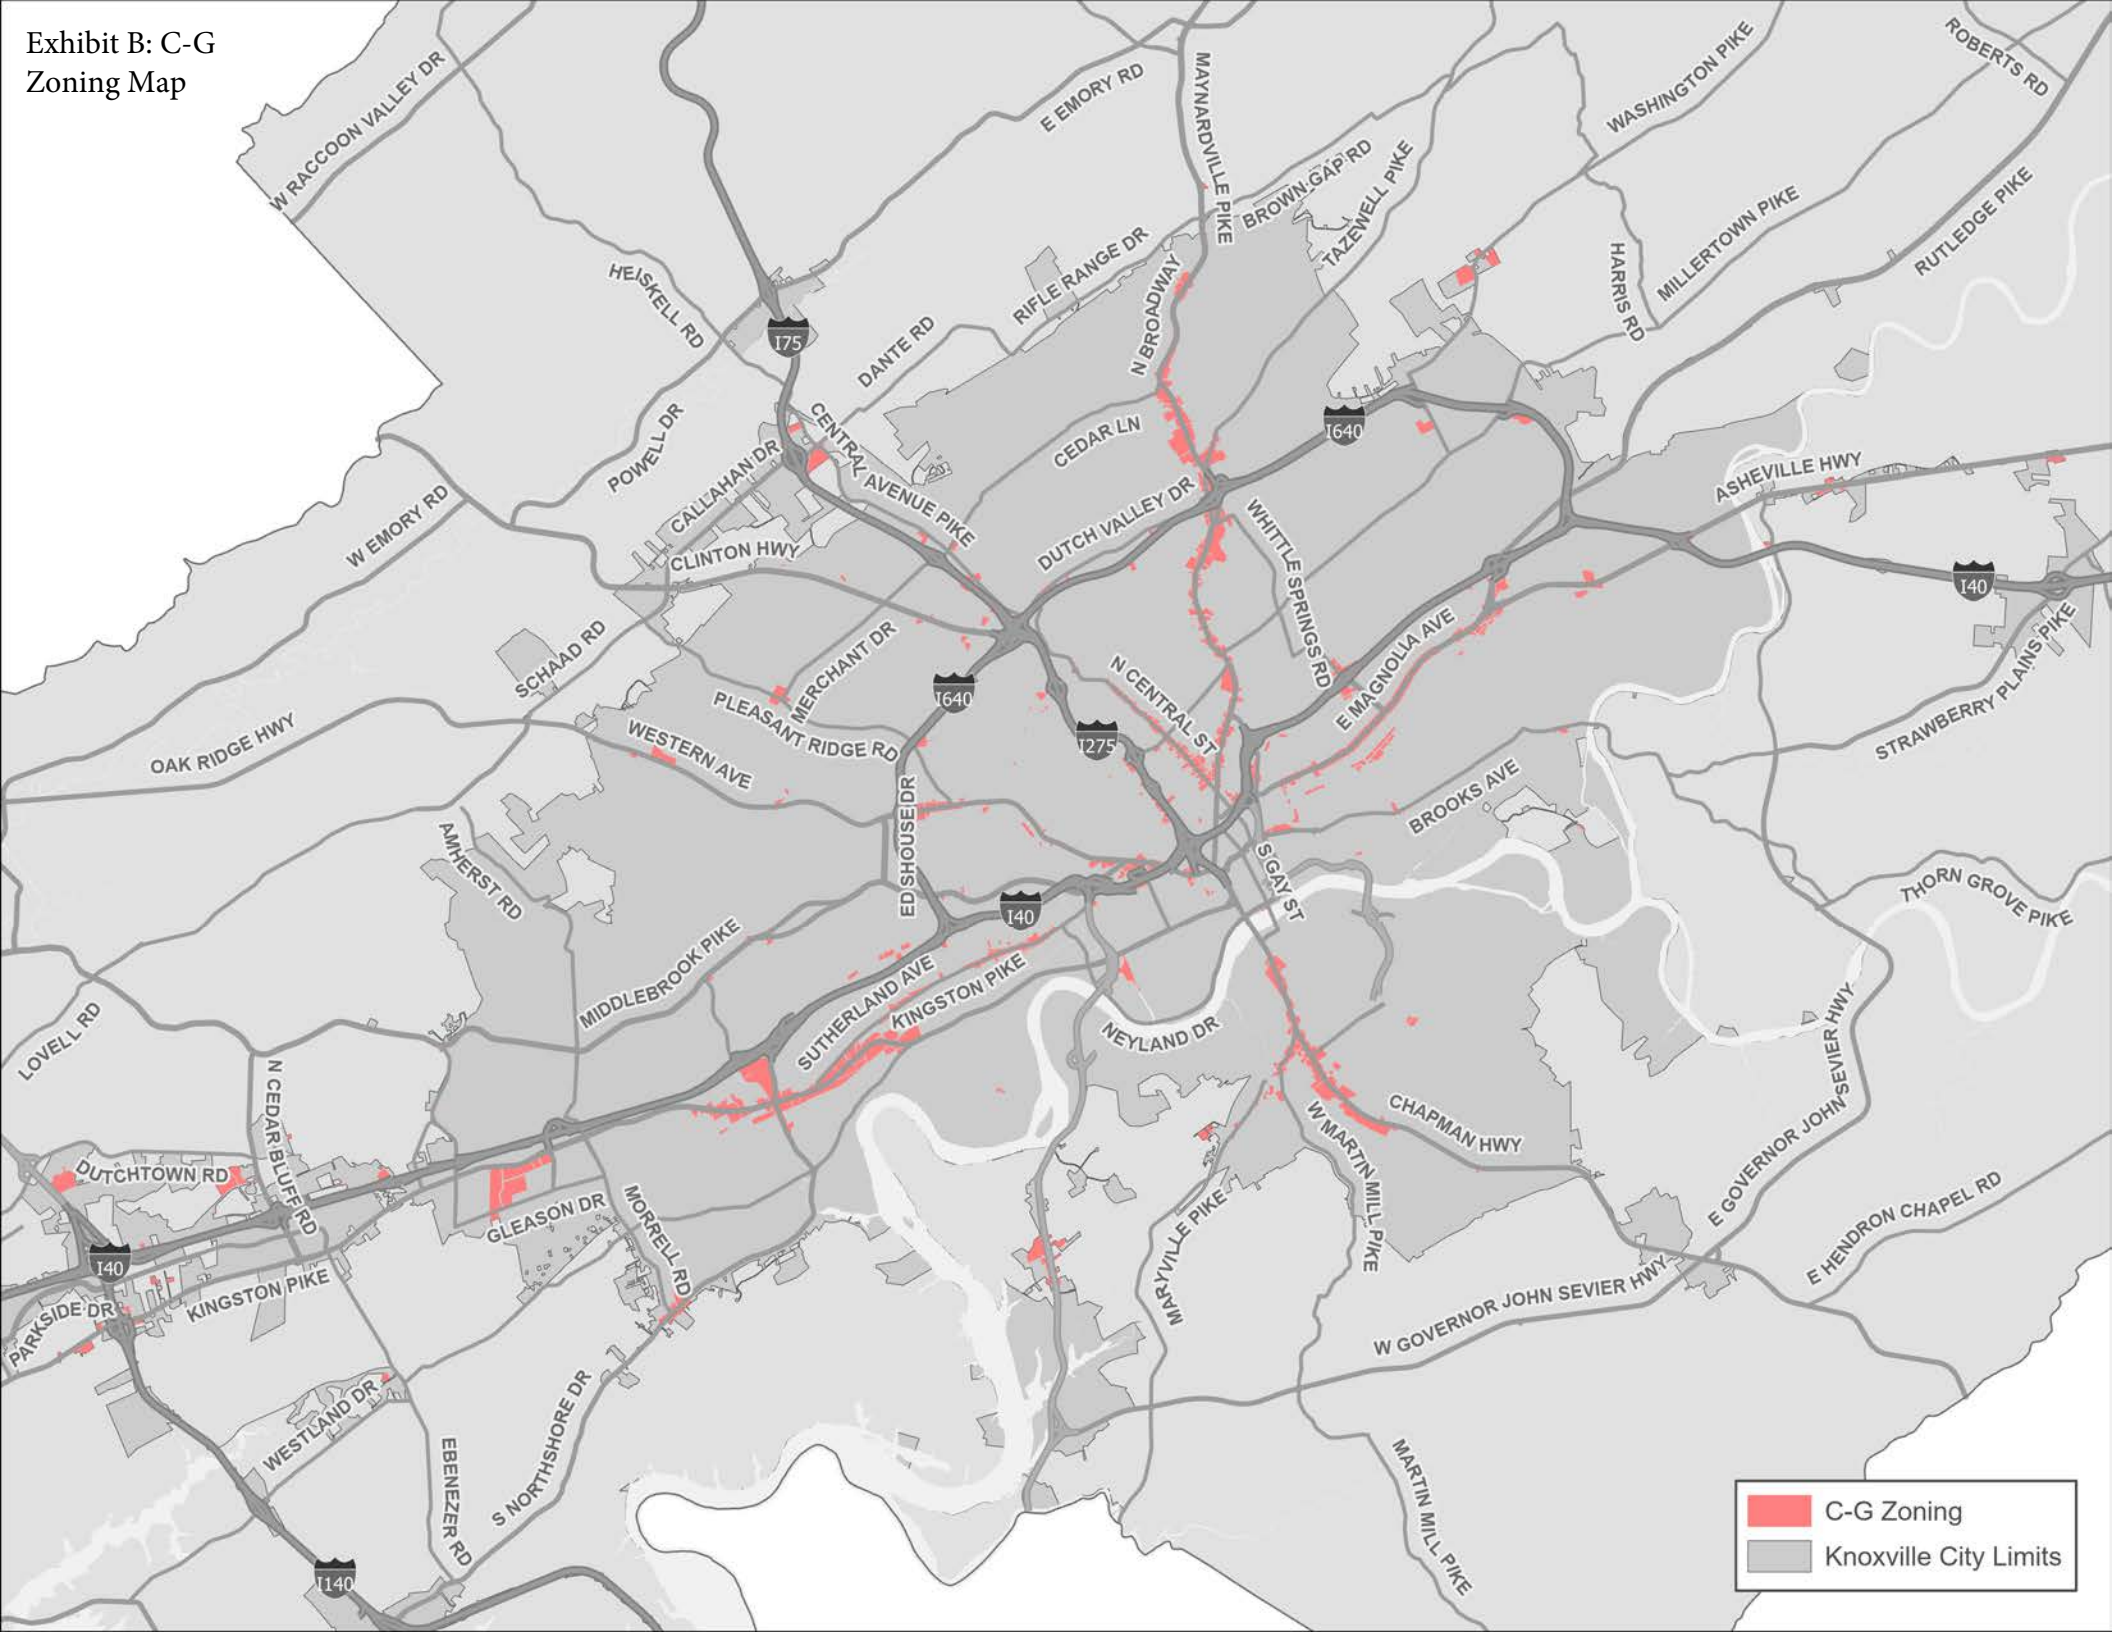 Exhibit B: C-G
Zoning Map
W RACCOON VALLEY DR
E EMORY RD
MAYNARDVILLE PIKE
WASHINGTON PIKE
ROBERTS RD
BROWN GAP RD
TAZEWELL PIKE
RUTLEDGE PIKE
MILLERTOWN PIKE
HARRIS RD
HEISKELL RD
RIFLE RANGE DR
N BROADWAY
I75
DANTE RD
POWELL DR
CENTRAL AVENUE PIKE
CALLAHAN DR
CEDAR LN
I640
ASHEVILLE HWY
W EMORY RD
CLINTON HWY
DUTCH VALLEY DR
WHITTLE SPRINGS RD
I40
SCHAAD RD
MERCHANT DR
E MAGNOLIA AVE
STRAWBERRY PLAINS PIKE
I640
PLEASANT RIDGE RD
N CENTRAL ST
I275
OAK RIDGE HWY
WESTERN AVE
ED SHOUSE DR
BROOKS AVE
AMHERST RD
S GAY ST
I40
THORN GROVE PIKE
MIDDLEBROOK PIKE
SUTHERLAND AVE
KINGSTON PIKE
NEYLAND DR
LOVELL RD
N CEDAR BLUFF RD
CHAPMAN HWY
E GOVERNOR JOHN SEVIER HWY
DUTCHTOWN RD
GLEASON DR
MORRELL RD
W MARTIN MILL PIKE
MARYVILLE PIKE
E HENDRON CHAPEL RD
I40
KINGSTON PIKE
PARKSIDE DR
W GOVERNOR JOHN SEVIER HWY
WESTLAND DR
S NORTHSHORE DR
EBENEZER RD
MARTIN MILL PIKE
I140
C-G Zoning
Knoxville City Limits